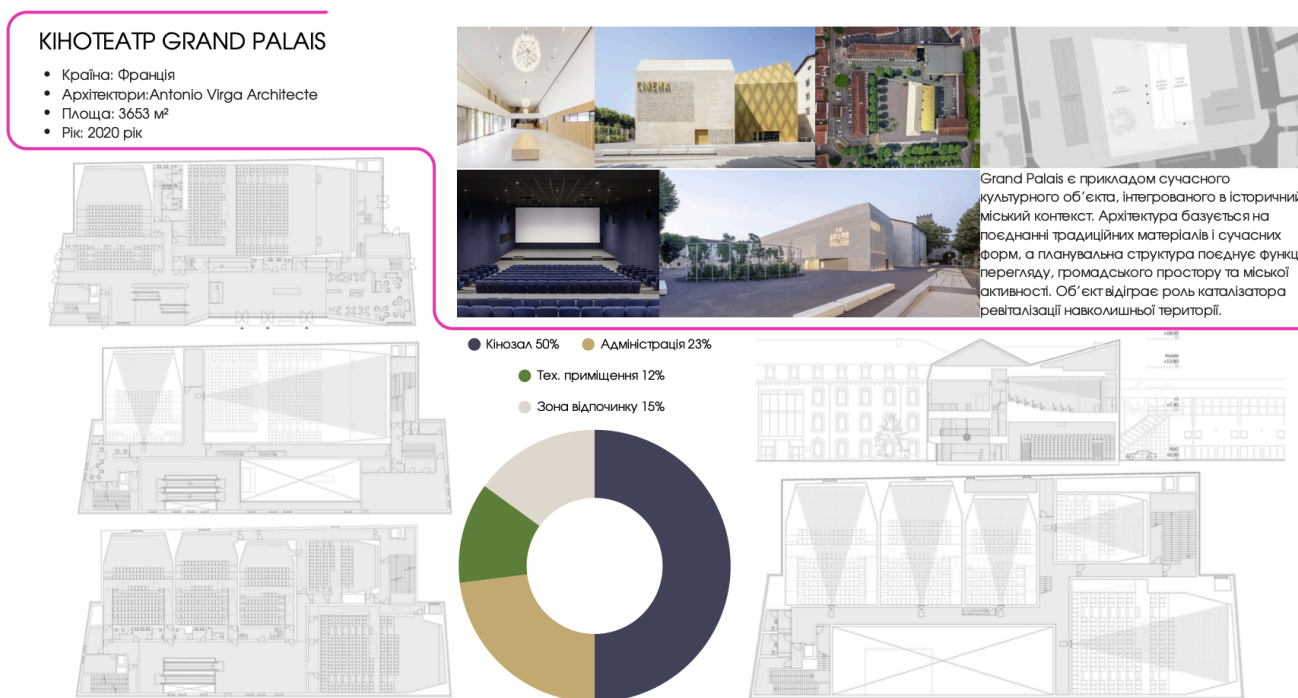 КІНОТЕАТР GRAND PALAIS
Країна: Франція
Архітектори:Antonio Virga Architecte
Площа: 3653 м²
Рік: 2020 рік
CINEMA
GRAND
PALAIS
Grand Palais є прикладом сучасного
культурного об’єкта, інтегрованого в історичний
міський контекст. Архітектура базується на
поєднанні традиційних матеріалів і сучасних
форм, а планувальна структура поєднує функц
перегляду, громадського простору та міської
активності. Об’єкт відіграє роль каталізатора
ревіталізації навколишньої території.
Кінозал 50%
Адміністрація 23%
Тех. приміщення 12%
Зона відпочинку 15%